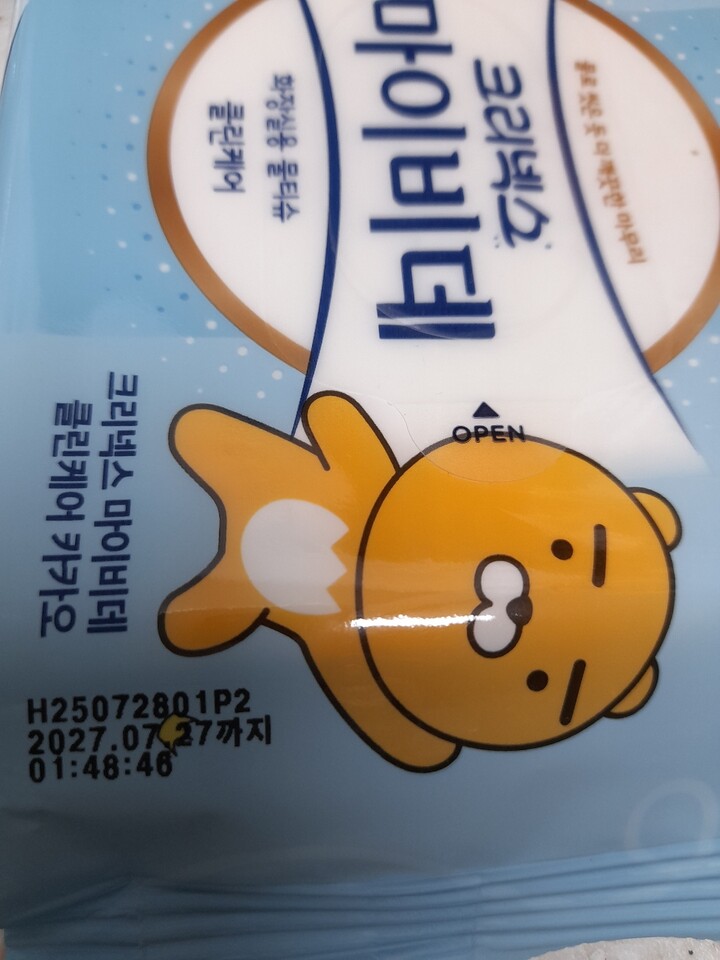 물로 씻은 듯 더 깨끗한 마무리
크리넥스
마이비데
화장실용 물티슈
클린케어
OPEN
크리넥스 마이비데
클린케어 카카오
H25072801P2
2027.07.27까지
01:48:46